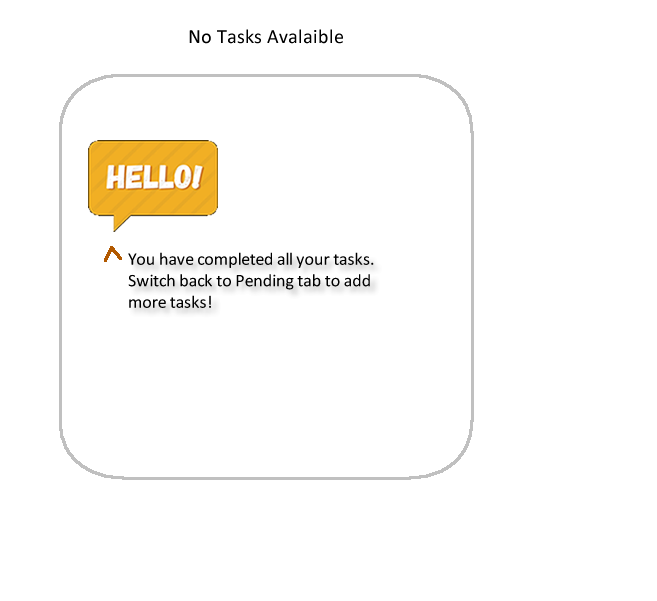 No Tasks Avalaible
HELLO!
You have completed all your tasks.
Switch back to Pending tab to add
more tasks!